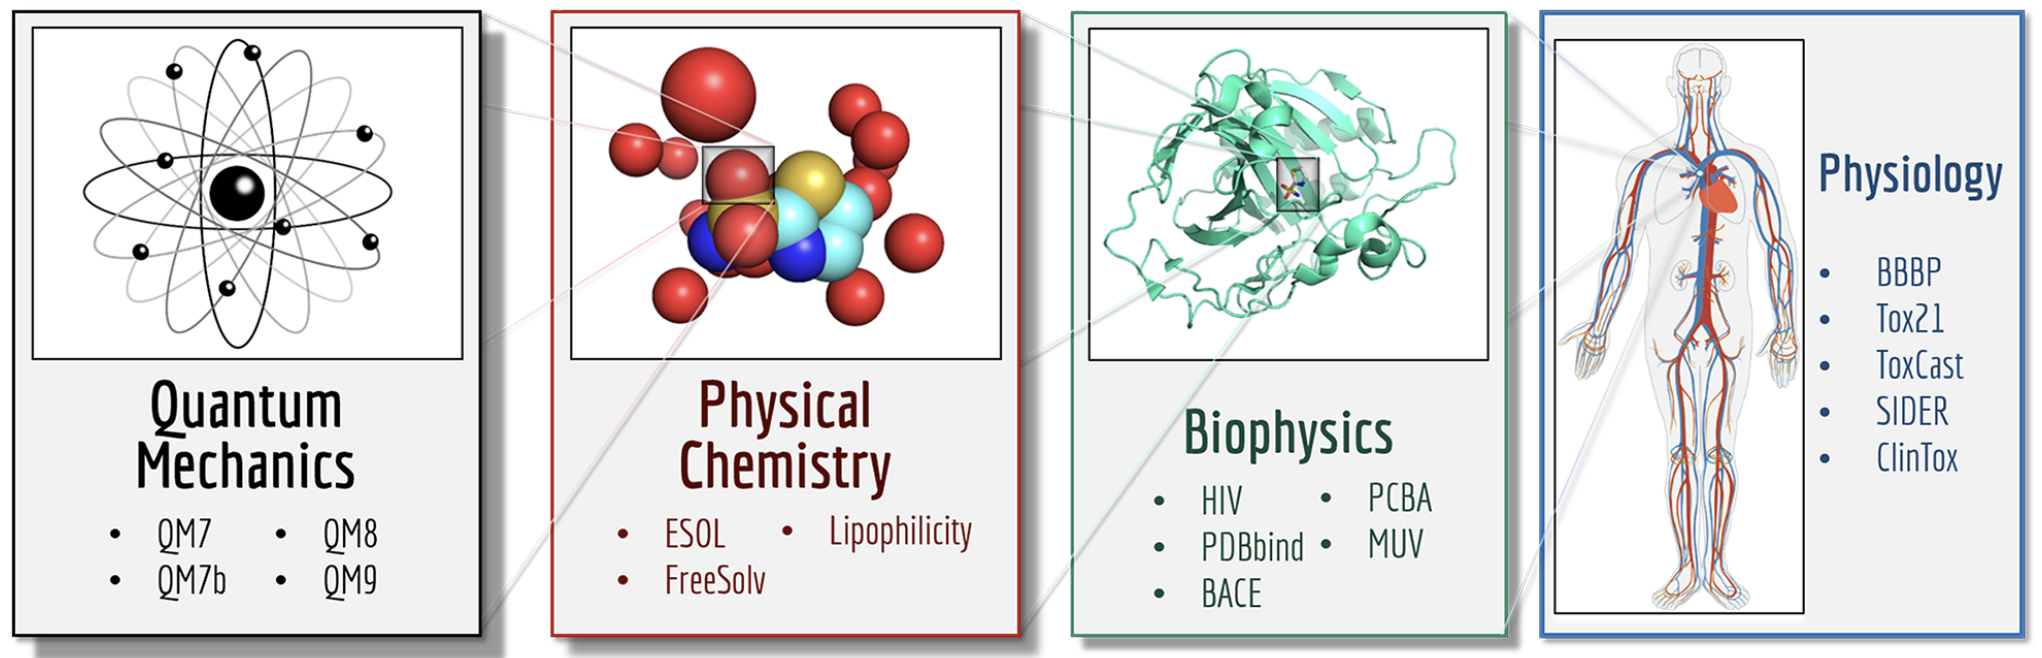 Quantum
Mechanics
• QM7
• QM8
• QM7b
• QM9
Physical
Chemistry
• ESOL
• Lipophilicity
• FreeSolv
Biophysics
• HIV
• PCBA
• PDBbind
• MUV
• BACE
Physiology
• BBBP
• Tox21
• ToxCast
• SIDER
• ClinTox